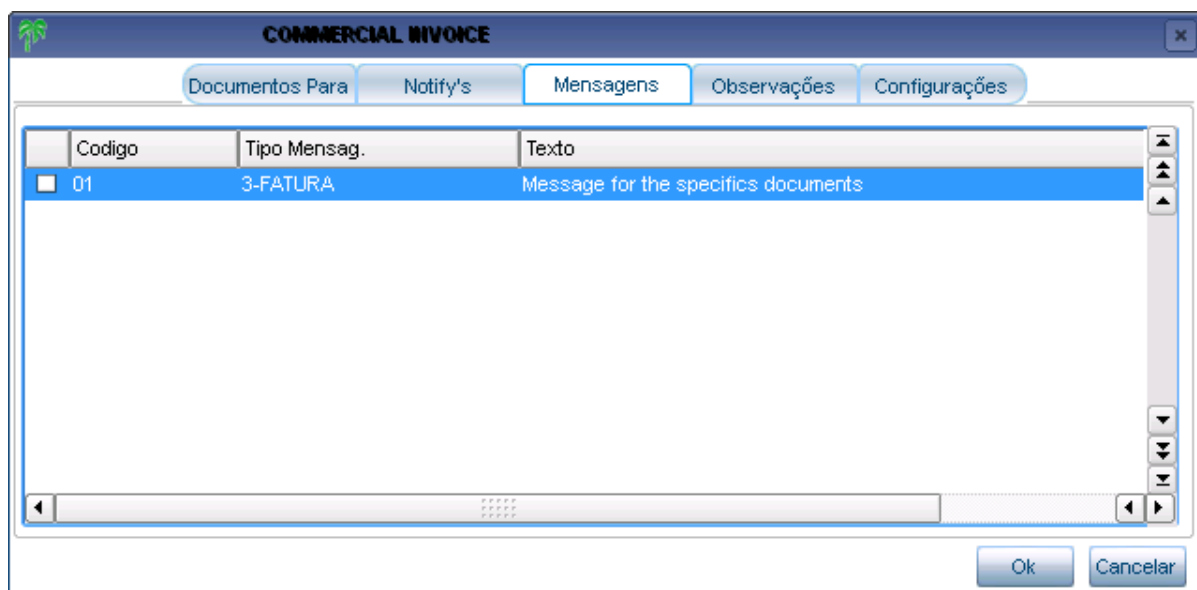 COMMERCIAL INVOICE
Documentos Para Notify's Mensagens Observações Configurações
Codigo Tipo Mensag. Texto
01 3-FATURA Message for the specifics documents
Ok Cancelar